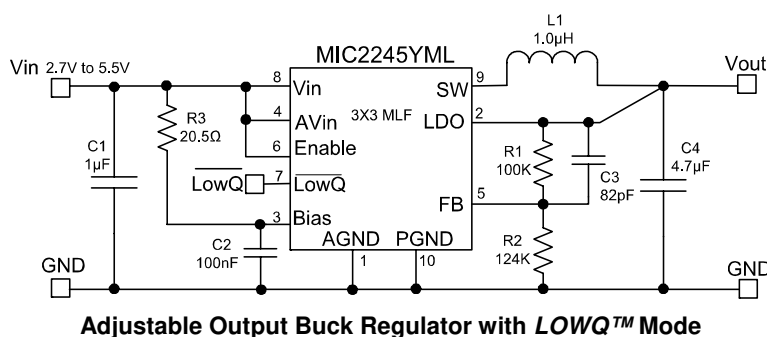 L1
1.0µH
MIC2245YML
Vin 2.7V to 5.5V
Vout
8
Vin
9
SW
4
AVin
3X3 MLF
2
LDO
6
Enable
R3
20.5Ω
R1
100K
C3
82pF
C4
4.7µF
C1
1µF
LowQ
7
LowQ
5
FB
3
Bias
C2
100nF
AGND
PGND
1
10
R2
124K
GND
GND
Adjustable Output Buck Regulator with LOWQ™ Mode